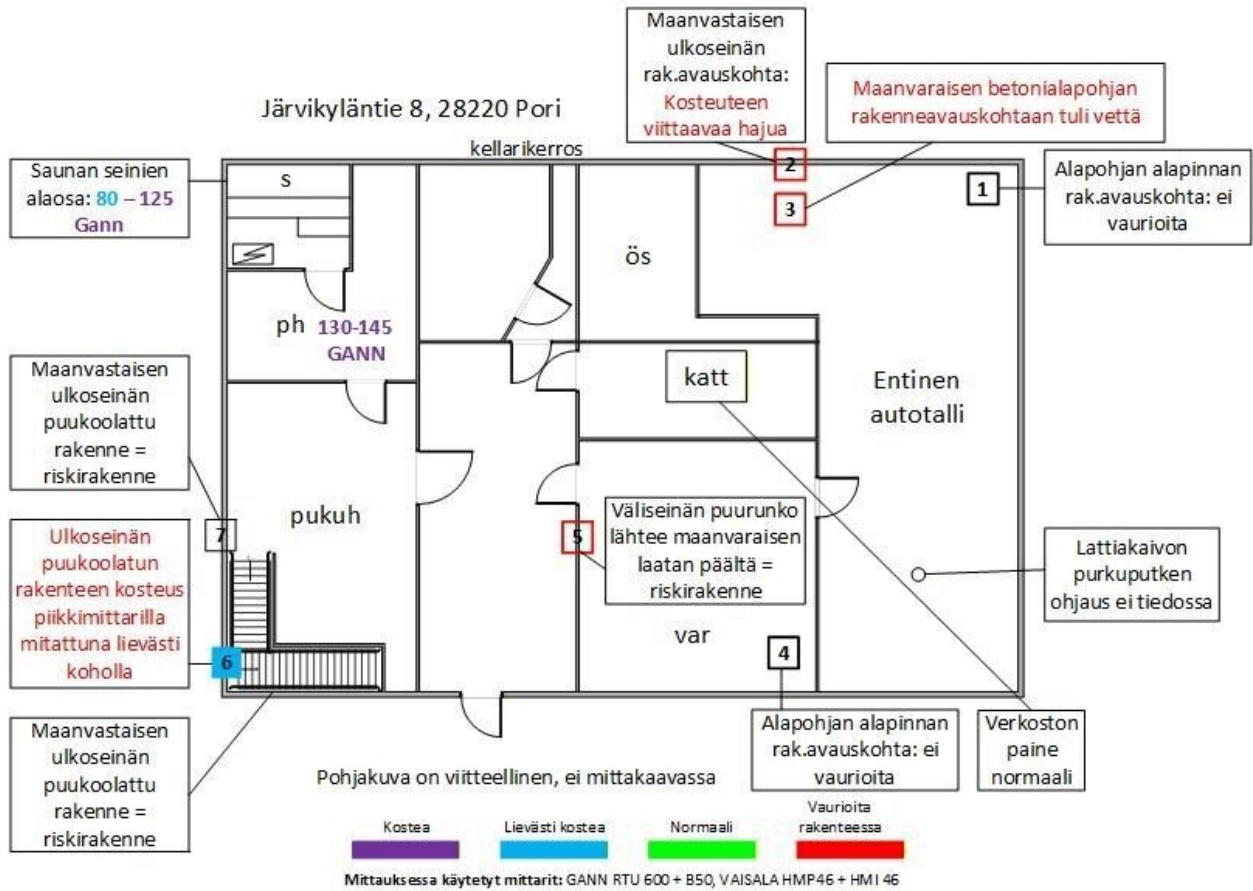 Maanvastaisen
ulkoseinän
rak.avauskohta:
Kosteuteen
viittaavaa hajua
Maanvaraisen betonialapohjan
rakenneavauskohtaan tuli vettä
Järvikyläntie 8, 28220 Pori
kellarikerros
Saunan seinien
alaosa: 80 – 125
Gann
s
2
3
1
Alapohjan alapinnan
rak.avauskohta: ei
vaurioita
ös
ph 130-145
GANN
Maanvastaisen
ulkoseinän
puukoolattu
rakenne =
riskirakenne
katt
Entinen
autotalli
7
pukuh
5
Väliseinän puurunko
lähtee maanvaraisen
laatan päältä =
riskirakenne
Lattiakaivon
purkuputken
ohjaus ei tiedossa
Ulkoseinän
puukoolatun
rakenteen kosteus
piikkimittarilla
mitattuna lievästi
koholla
6
var
4
Maanvastaisen
ulkoseinän
puukoolattu
rakenne =
riskirakenne
Alapohjan alapinnan
rak.avauskohta: ei
vaurioita
Verkoston
paine
normaali
Pohjakuva on viitteellinen, ei mittakaavassa
Kostea
Lievästi kostea
Normaali
Vaurioita
rakenteessa
Mittauksessa käytetyt mittarit: GANN RTU 600 + B50, VAISALA HMP46 + HMI 46